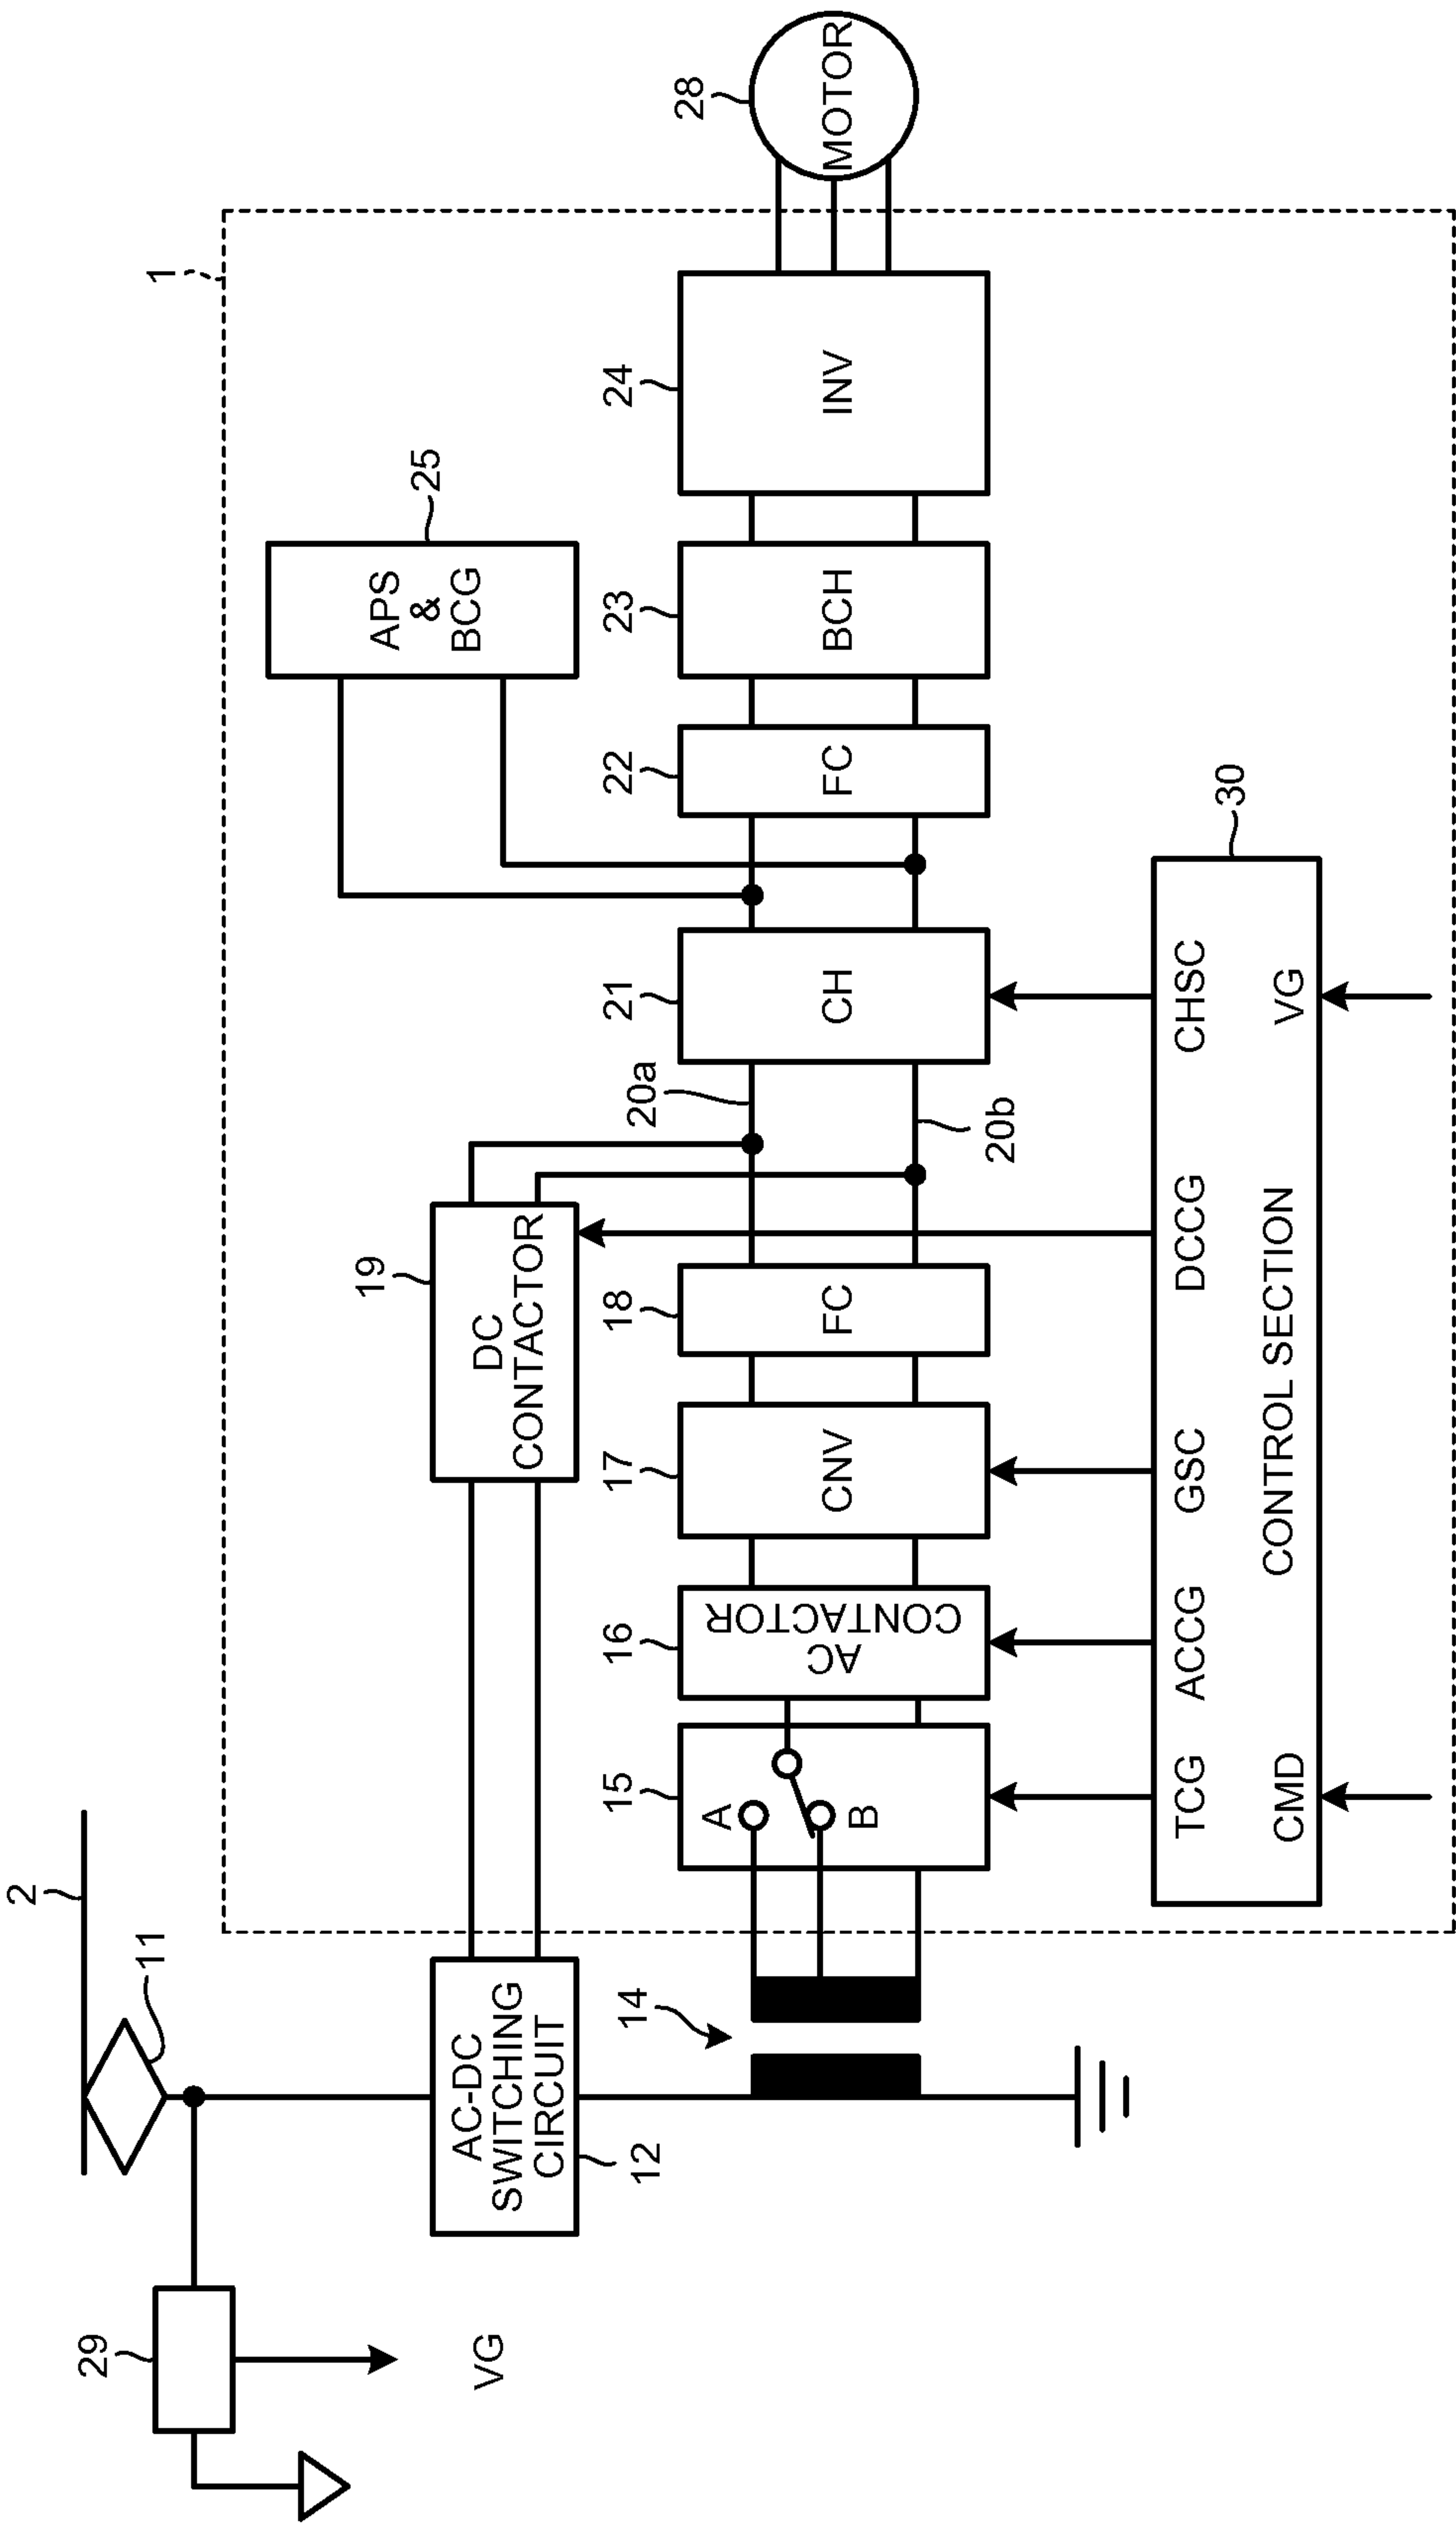 2
11
29
VG
AC-DC
SWITCHING
CIRCUIT
12
14
1
19
DC
CONTACTOR
25
APS
&
BCG
15
A
B
16
AC
CONTACTOR
17
CNV
18
FC
20a
20b
21
CH
22
FC
23
BCH
24
INV
28
MOTOR
30
TCG
ACCG
GSC
DCCG
CHSC
CMD
CONTROL SECTION
VG